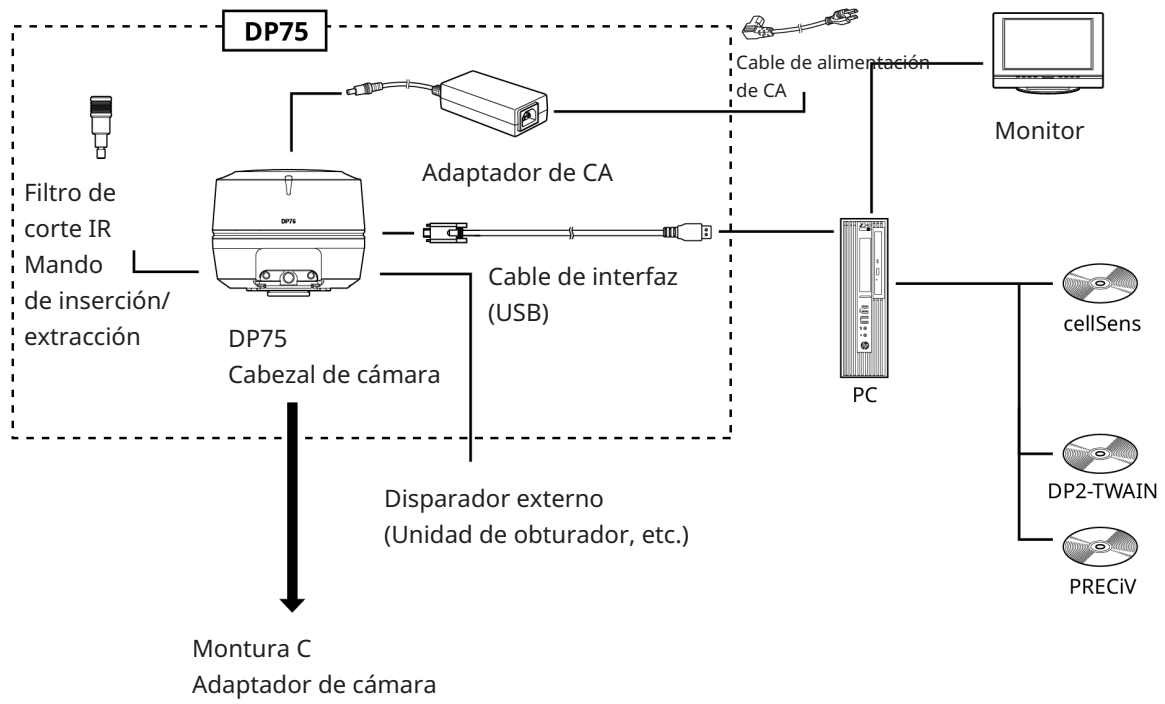 DP75
Cable de alimentación
de CA
Monitor
Adaptador de CA
Filtro de
corte IR
Mando
de inserción/
extracción
DP75
Cable de interfaz
(USB)
DP75
Cabezal de cámara
cellSens
PC
DP2-TWAIN
PRECiV
Disparador externo
(Unidad de obturador, etc.)
Montura C
Adaptador de cámara